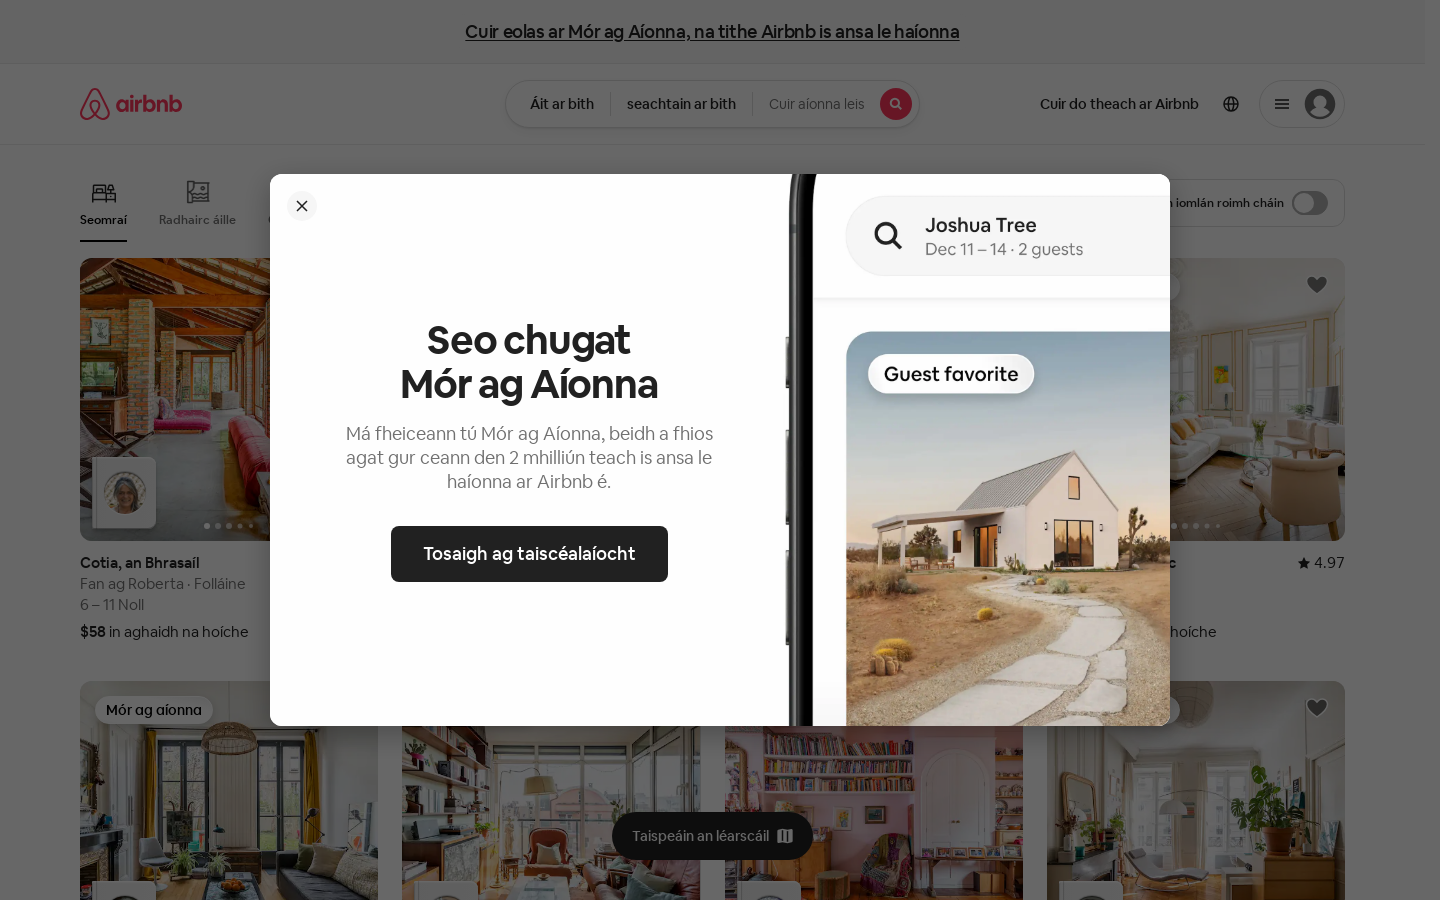 Cuir eolas ar Mór ag Aíonna, na tithe Airbnb is ansa le haíonna
airbnb
Áit ar bith
seachtain ar bith
Cuir aíonna leis
Cuir do theach ar Airbnb
Seomraí
Radhairc áille
iomlán roimh cháin
Seo chugat
Mór ag Aíonna
Má fheiceann tú Mór ag Aíonna, beidh a fhios
agat gur ceann den 2 mhilliún teach is ansa le
haíonna ar Airbnb é.
Tosaigh ag taiscéalaíocht
Joshua Tree
Dec 11 – 14 · 2 guests
Guest favorite
Cotia, an Bhrasaíl
Fan ag Roberta · Folláine
6 – 11 Noll
$58 in aghaidh na hoíche
4.97
hoíche
Mór ag aíonna
Taispeáin an léarscáil